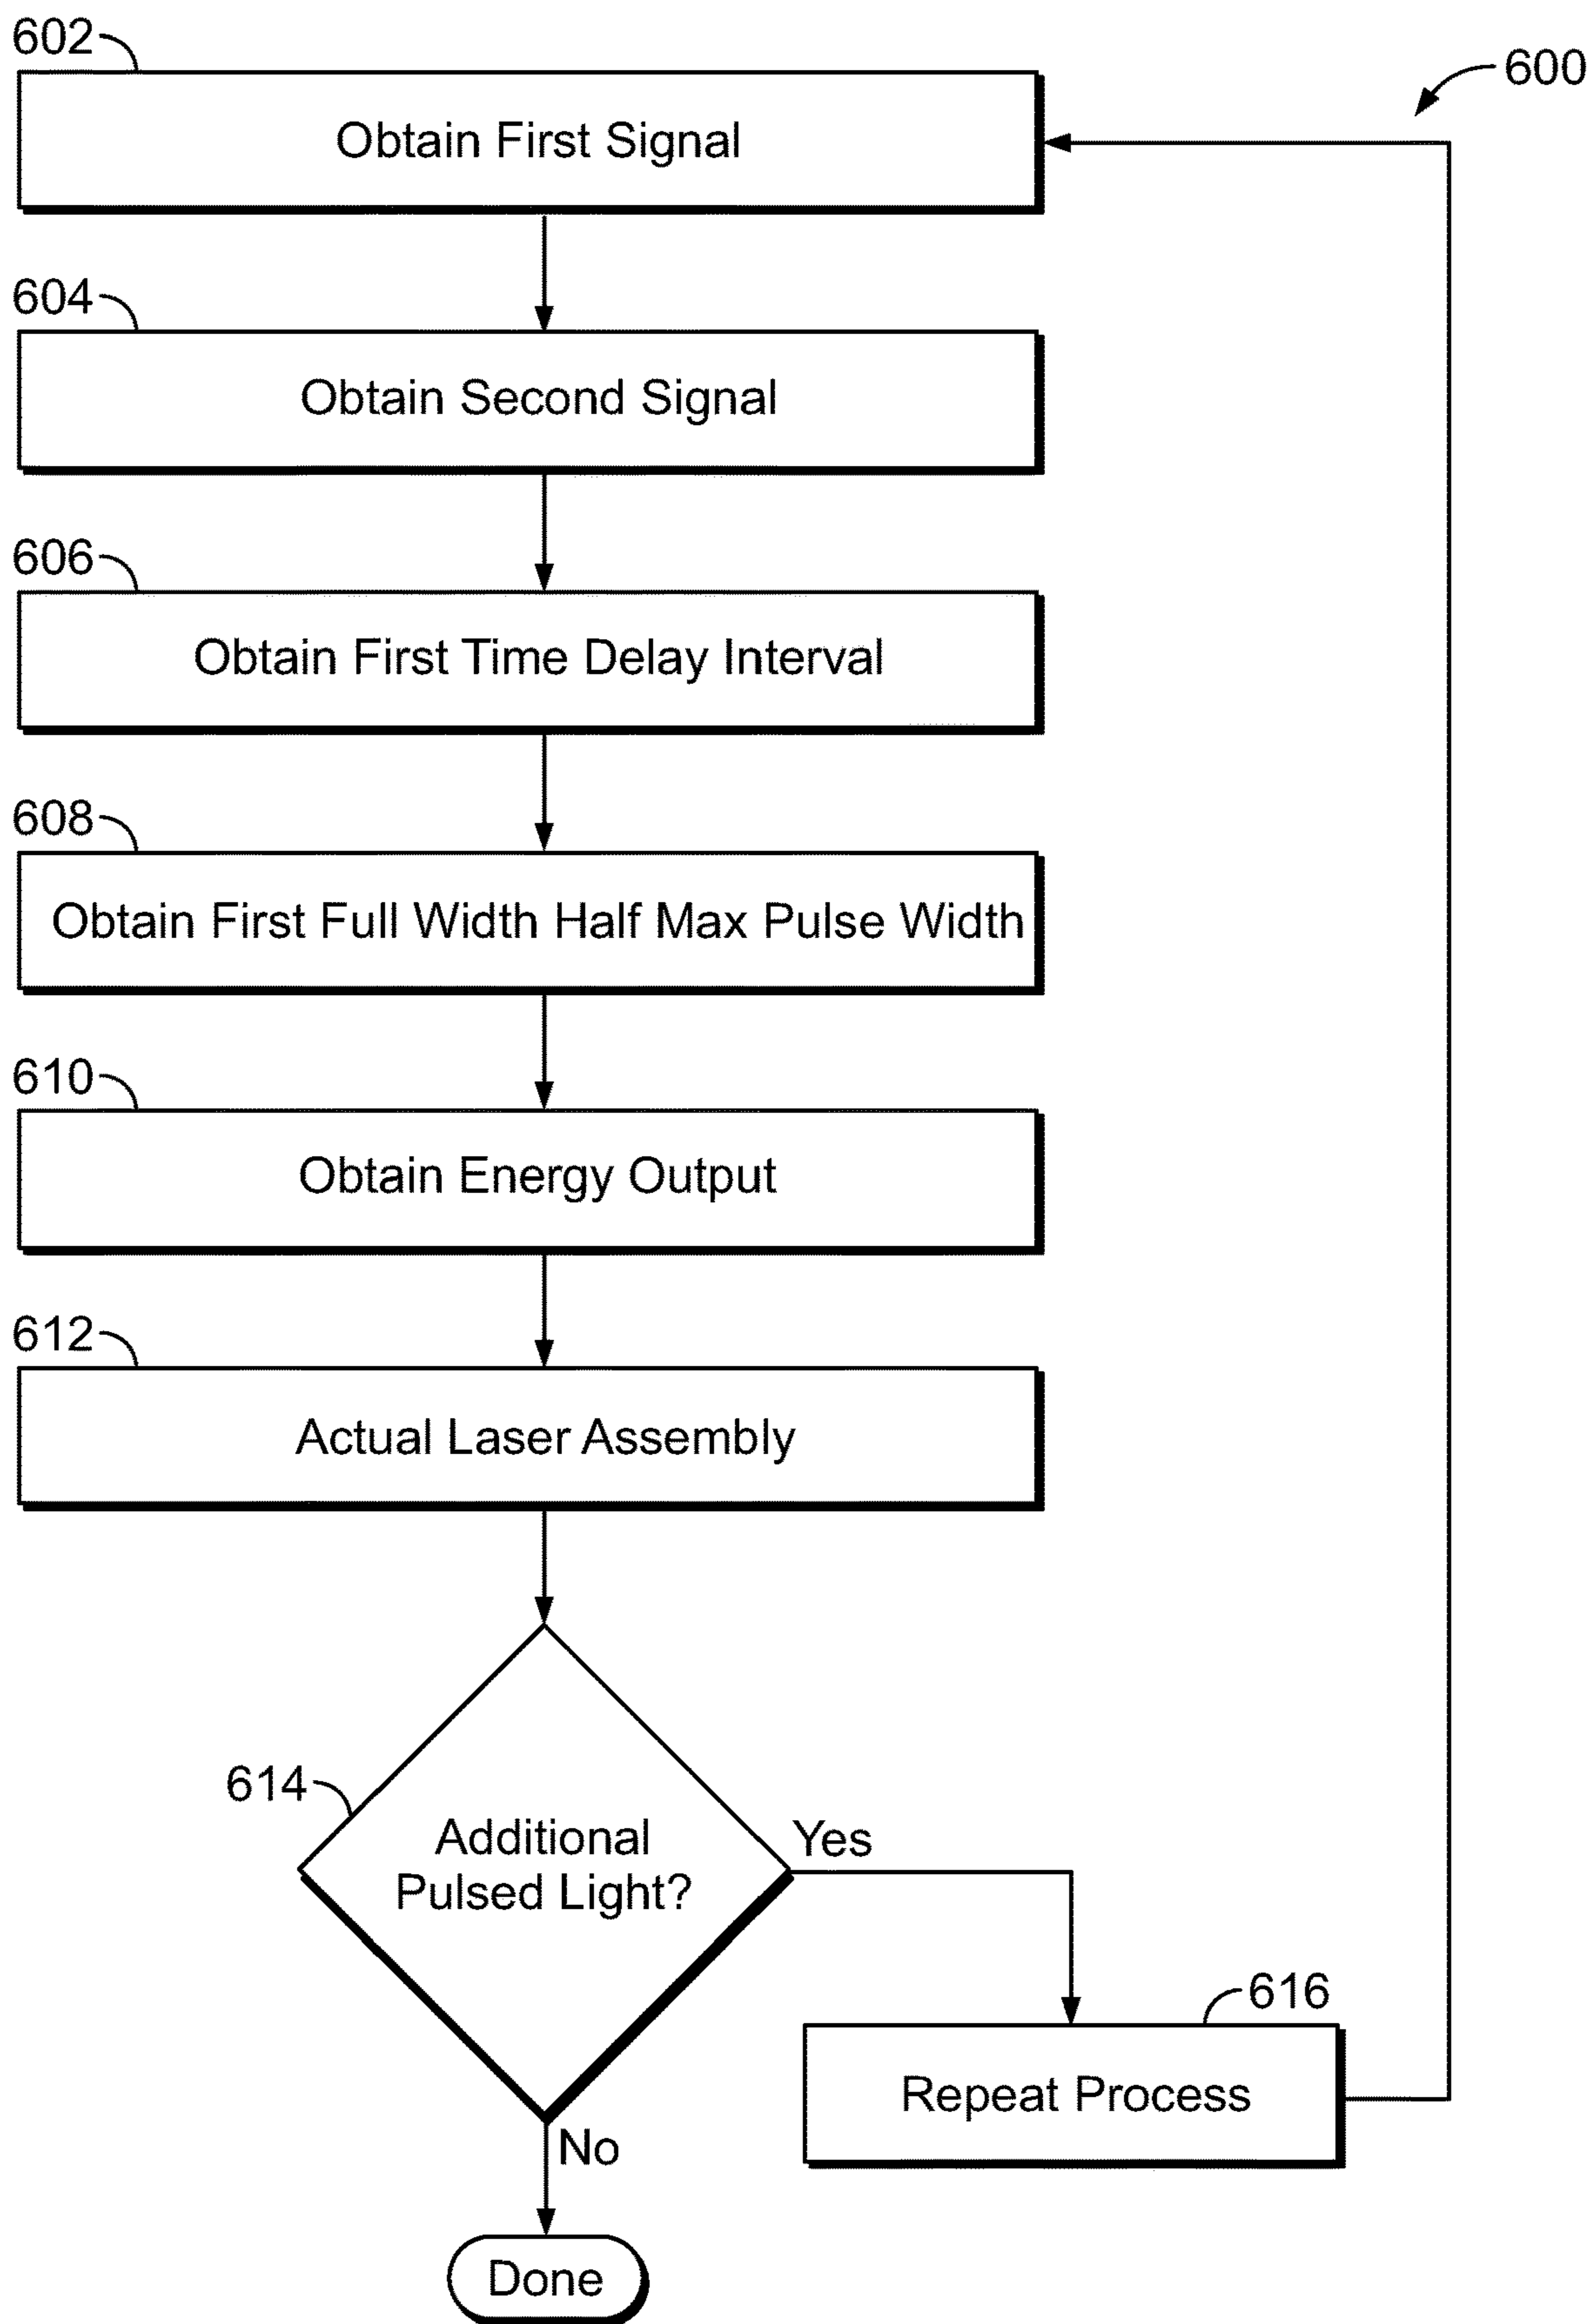 602
600
Obtain First Signal
604
Obtain Second Signal
606
Obtain First Time Delay Interval
608
Obtain First Full Width Half Max Pulse Width
610
Obtain Energy Output
612
Actual Laser Assembly
614
Additional
Pulsed Light?
Yes
616
Repeat Process
No
Done